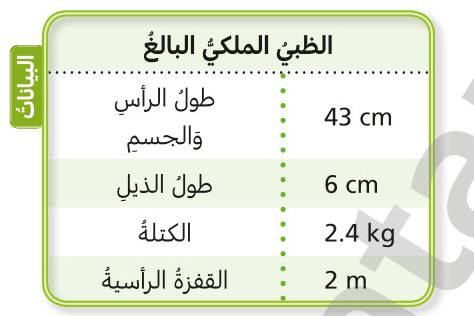 البيانات
الظبيُ الملكيُّ البالغُ
طولُ الرأسِ
وَالجسمِ
43 cm
طولُ الذيلِ 6 cm
الكتلةُ 2.4 kg
القفزةُ الرأسيةُ 2 m